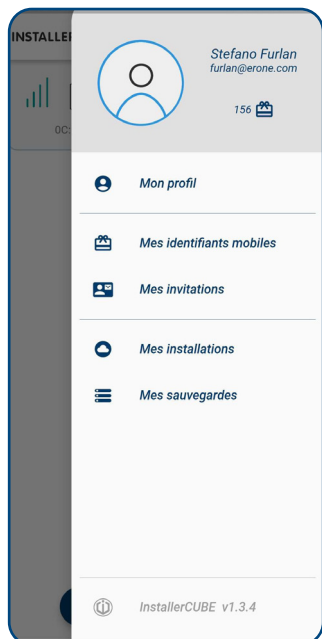 INSTALLER
Stefano Furlan
furlan@erone.com
156
0C:
Mon profil
Mes identifiants mobiles
Mes invitations
Mes installations
Mes sauvegardes
InstallerCUBE v1.3.4